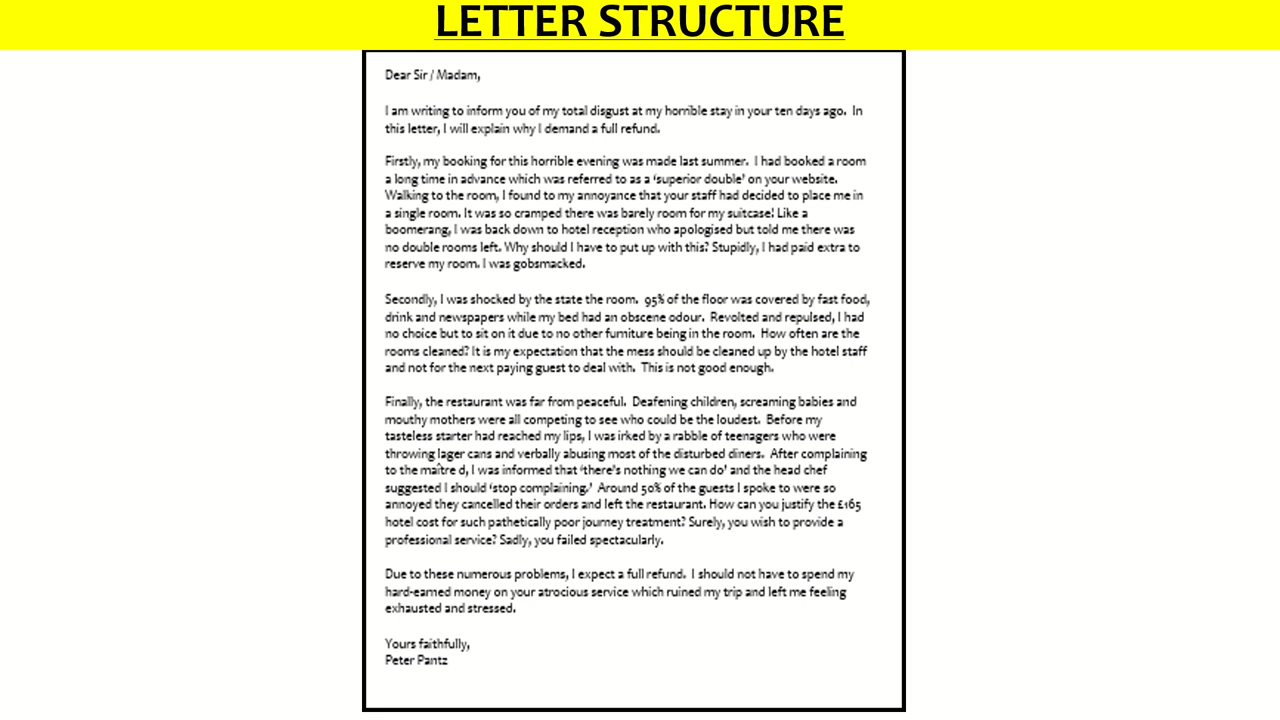 LETTER STRUCTURE
Dear Sir / Madam,
I am writing to inform you of my total disgust at my horrible stay in your ten days ago.  In
this letter, I will explain why I demand a full refund.
Firstly, my booking for this horrible evening was made last summer.  I had booked a room
a long time in advance which was referred to as a ‘superior double’ on your website.
Walking to the room, I found to my annoyance that your staff had decided to place me in
a single room. It was so cramped there was barely room for my suitcase! Like a
boomerang, I was back down to hotel reception who apologised but told me there was
no double rooms left. Why should I have to put up with this? Stupidly, I had paid extra to
reserve my room. I was gobsmacked.
Secondly, I was shocked by the state the room.  95% of the floor was covered by fast food,
drink and newspapers while my bed had an obscene odour.  Revolted and repulsed, I had
no choice but to sit on it due to no other furniture being in the room.  How often are the
rooms cleaned? It is my expectation that the mess should be cleaned up by the hotel staff
and not for the next paying guest to deal with.  This is not good enough.
Finally, the restaurant was far from peaceful.  Deafening children, screaming babies and
mouthy mothers were all competing to see who could be the loudest.  Before my
tasteless starter had reached my lips, I was irked by a rabble of teenagers who were
throwing lager cans and verbally abusing most of the disturbed diners.  After complaining
to the maître d, I was informed that ‘there’s nothing we can do’ and the head chef
suggested I should ‘stop complaining.’  Around 50% of the guests I spoke to were so
annoyed they cancelled their orders and left the restaurant. How can you justify the £165
hotel cost for such pathetically poor journey treatment? Surely, you wish to provide a
professional service? Sadly, you failed spectacularly.
Due to these numerous problems, I expect a full refund.  I should not have to spend my
hard-earned money on your atrocious service which ruined my trip and left me feeling
exhausted and stressed.
Yours faithfully,
Peter Pantz